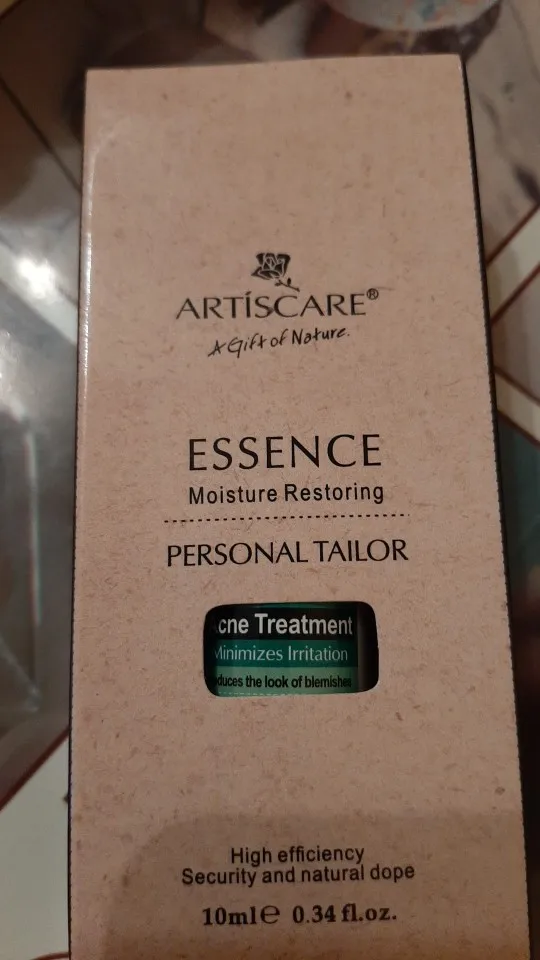 ARTÍSCARE®
A Gift of Nature.
ESSENCE
Moisture Restoring
PERSONAL TAILOR
cne Treatment
Minimizes Irritation
duces the look of blemishes
High efficiency
Security and natural dope
10ml℮ 0.34 fl.oz.